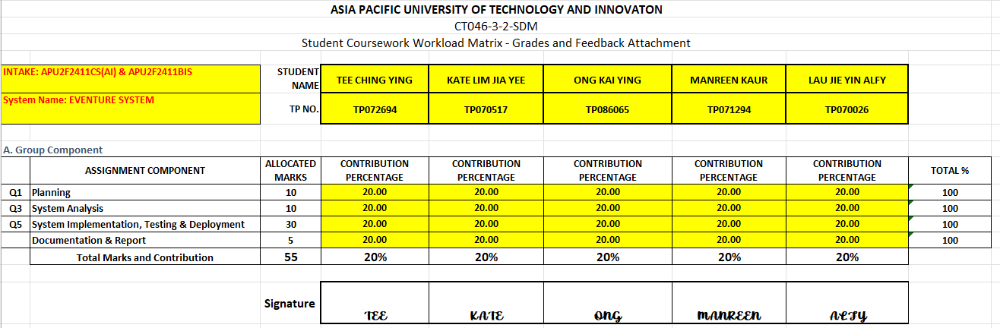 ASIA PACIFIC UNIVERSITY OF TECHNOLOGY AND INNOVATON
CT046-3-2-SDM
Student Coursework Workload Matrix - Grades and Feedback Attachment
INTAKE: APU2F2411CS(AI) & APU2F2411BIS
STUDENT NAME TEE CHING YING KATE LIM JIA YEE ONG KAI YING MANREEN KAUR LAU JIE YIN ALFY
System Name: EVENTURE SYSTEM
TP NO. TP072694 TP070517 TP086065 TP071294 TP070026
A. Group Component
ASSIGNMENT COMPONENT ALLOCATED MARKS CONTRIBUTION PERCENTAGE CONTRIBUTION PERCENTAGE CONTRIBUTION PERCENTAGE CONTRIBUTION PERCENTAGE CONTRIBUTION PERCENTAGE TOTAL %
Q1 Planning 10 20.00 20.00 20.00 20.00 20.00 100
Q3 System Analysis 10 20.00 20.00 20.00 20.00 20.00 100
Q5 System Implementation, Testing & Deployment 30 20.00 20.00 20.00 20.00 20.00 100
Documentation & Report 5 20.00 20.00 20.00 20.00 20.00 100
Total Marks and Contribution 55 20% 20% 20% 20% 20%
Signature TEE KATE ONG MANREEN ALFY